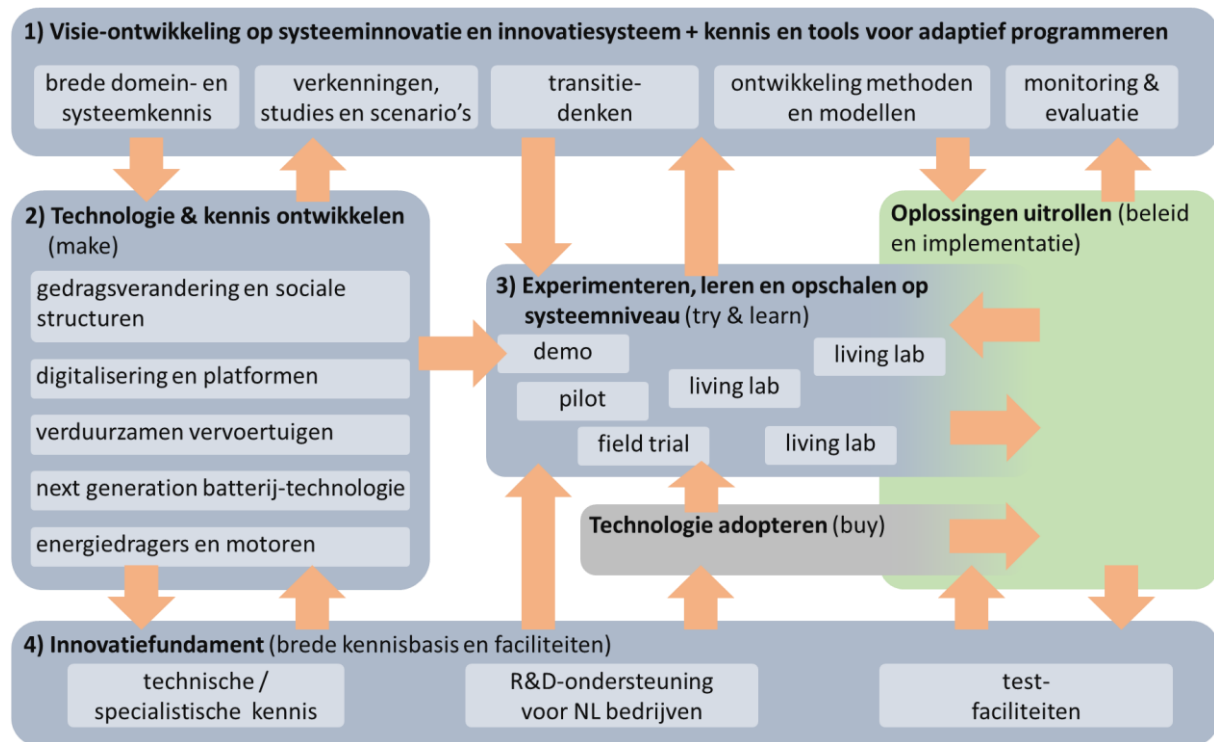 1) Visie-ontwikkeling op systeeminnovatie en innovatiesysteem + kennis en tools voor adaptief programmeren
brede domein- en
systeemkennis
verkenningen,
studies en scenario's
transitie-
denken
ontwikkeling methoden
en modellen
monitoring &
evaluatie
2) Technologie & kennis ontwikkelen
(make)
gedragsverandering en sociale
structuren
digitalisering en platformen
verduurzamen vervoertuigen
next generation batterij-technologie
energiedragers en motoren
3) Experimenteren, leren en opschalen op
systeemniveau (try & learn)
demo
living lab
pilot
living lab
field trial
living lab
Oplossingen uitrollen (beleid
en implementatie)
Technologie adopteren (buy)
4) Innovatiefundament (brede kennisbasis en faciliteiten)
technische /
specialistische kennis
R&D-ondersteuning
voor NL bedrijven
test-
faciliteiten